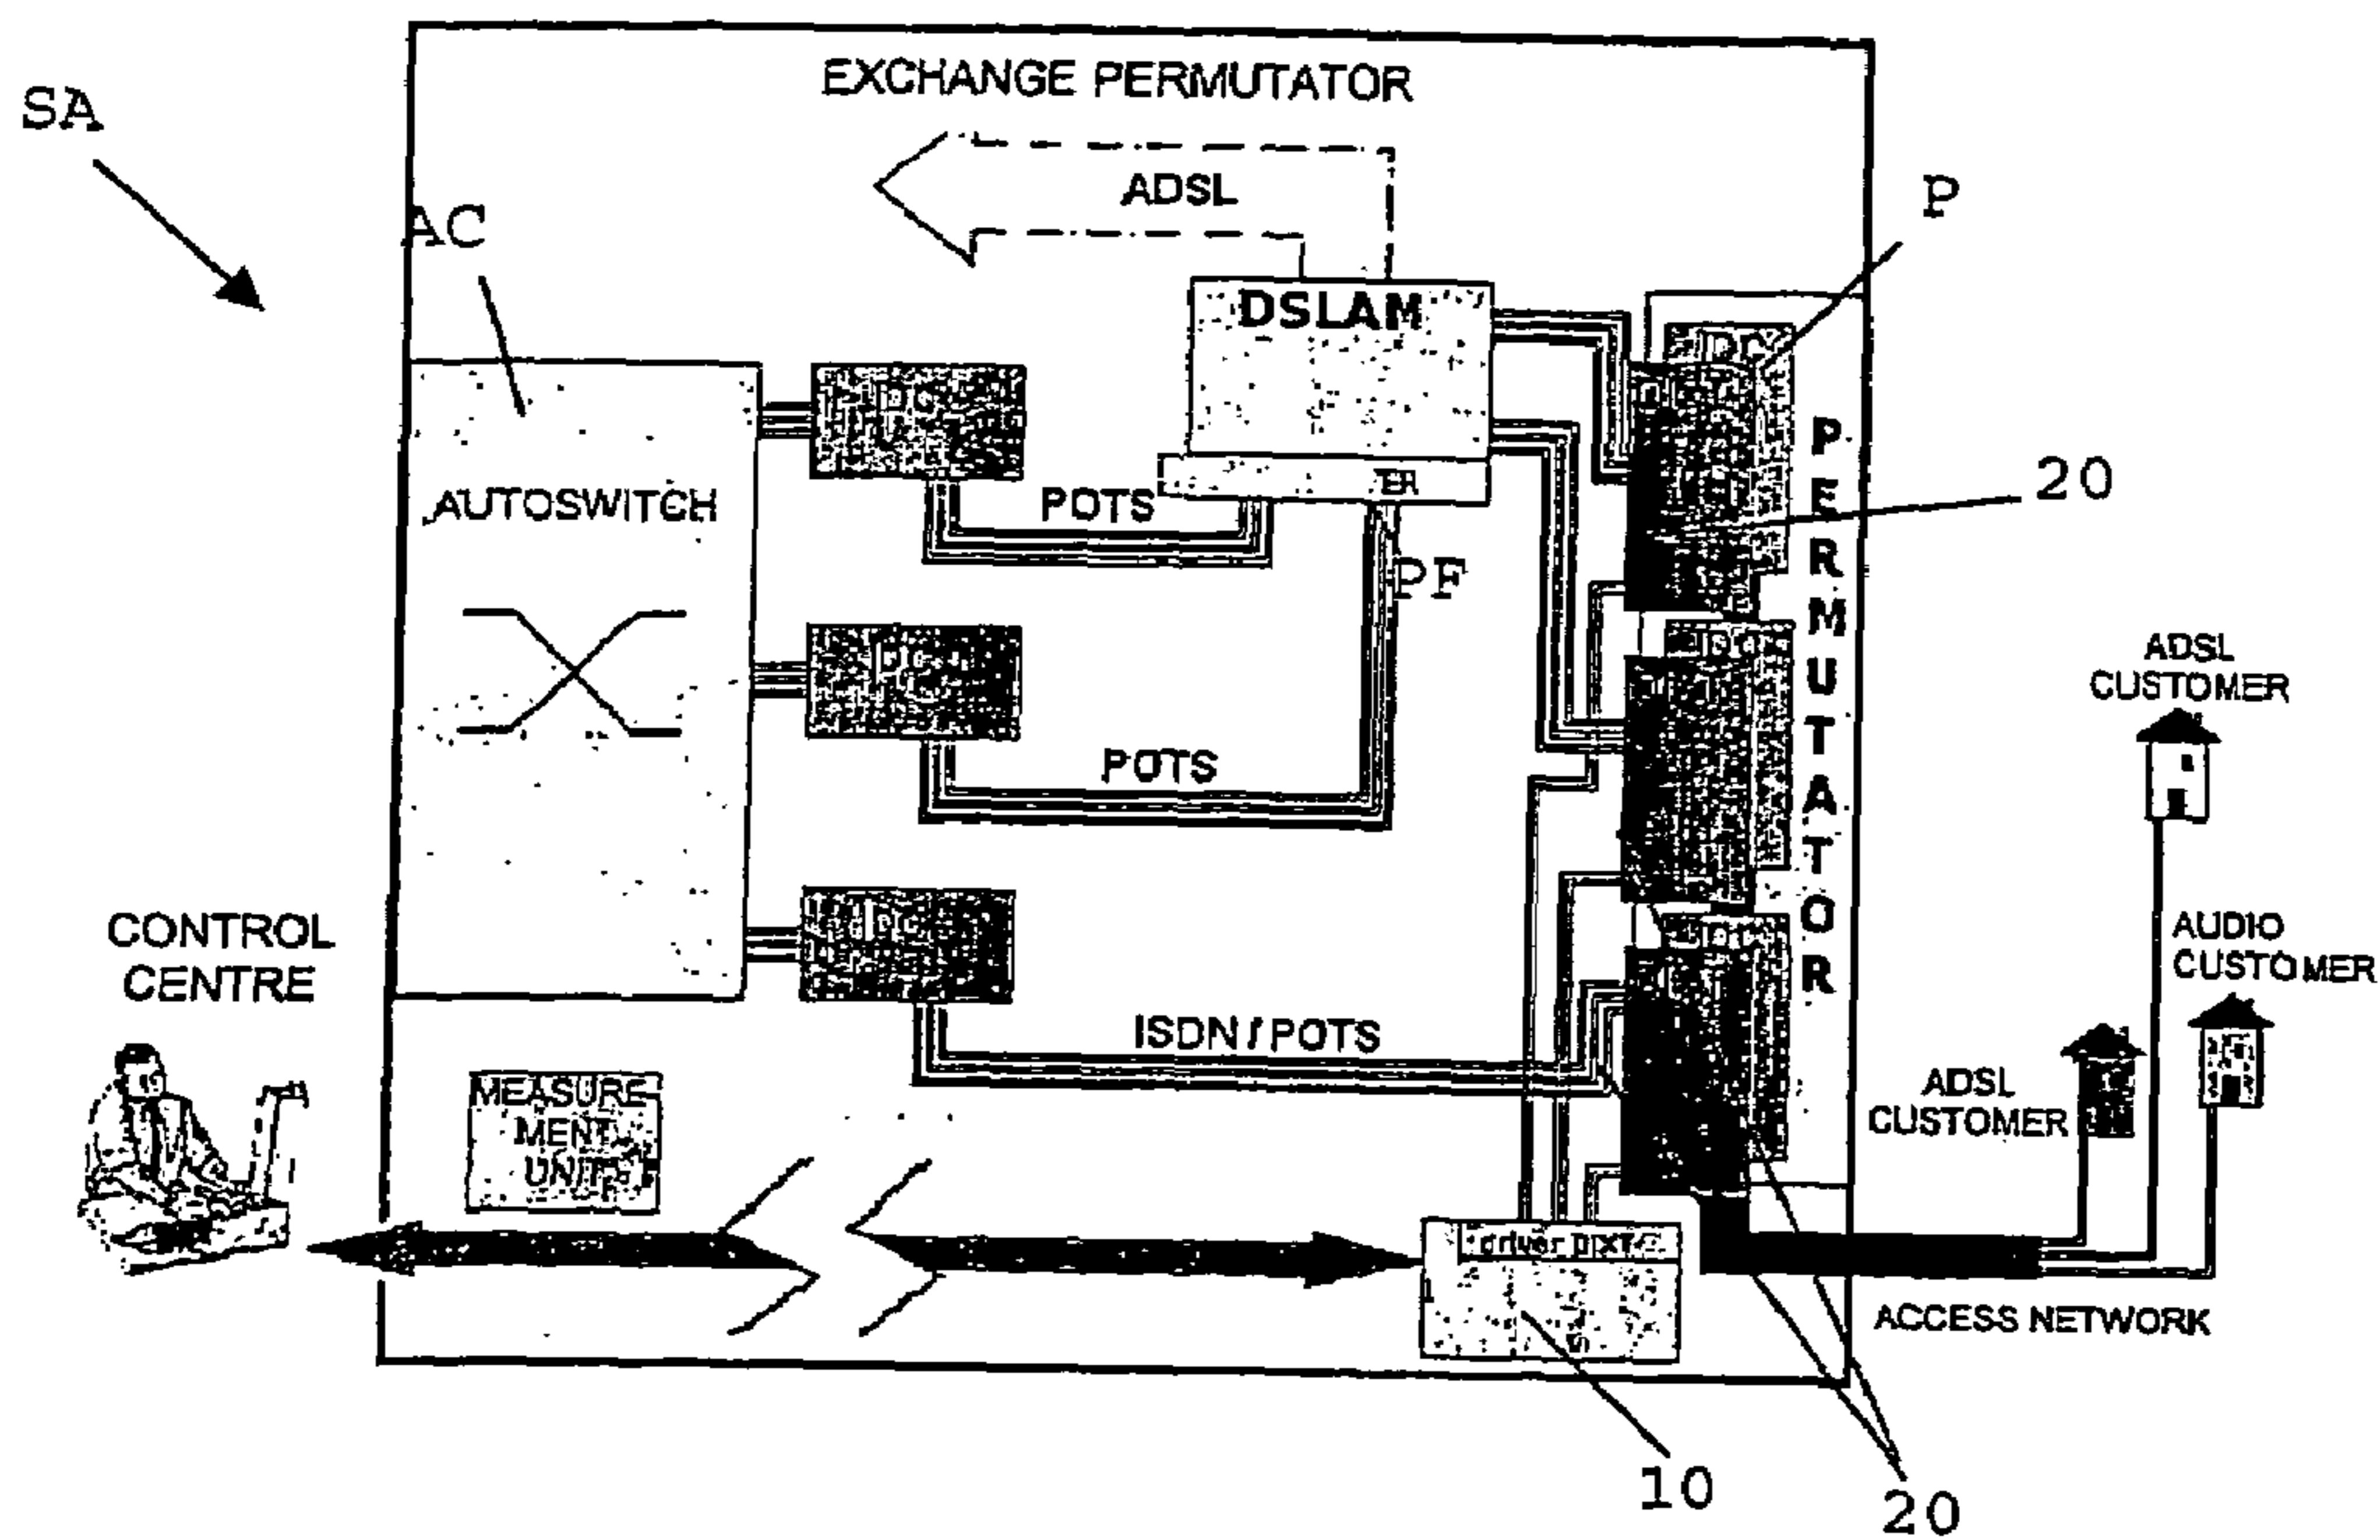 EXCHANGE PERMUTATOR
SA
ADSL
P
AC
DSLAM
20
AUTOSWITCH
POTS
PF
PERMUTATOR
ADSL
CUSTOMER
POTS
CONTROL
CENTRE
AUDIO
CUSTOMER
ISDN / POTS
MEASURE-
MENT
UNIT
ADSL
CUSTOMER
driver
ACCESS NETWORK
10
20